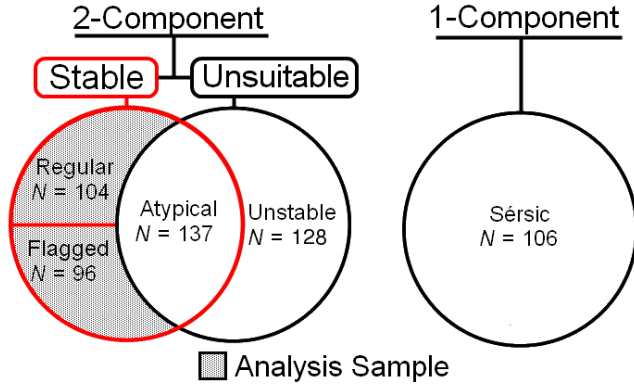 2-Component
1-Component
Stable
Unsuitable
Regular
N = 104
Flagged
N = 96
Atypical
N = 137
Unstable
N = 128
Sérsic
N = 106
Analysis Sample